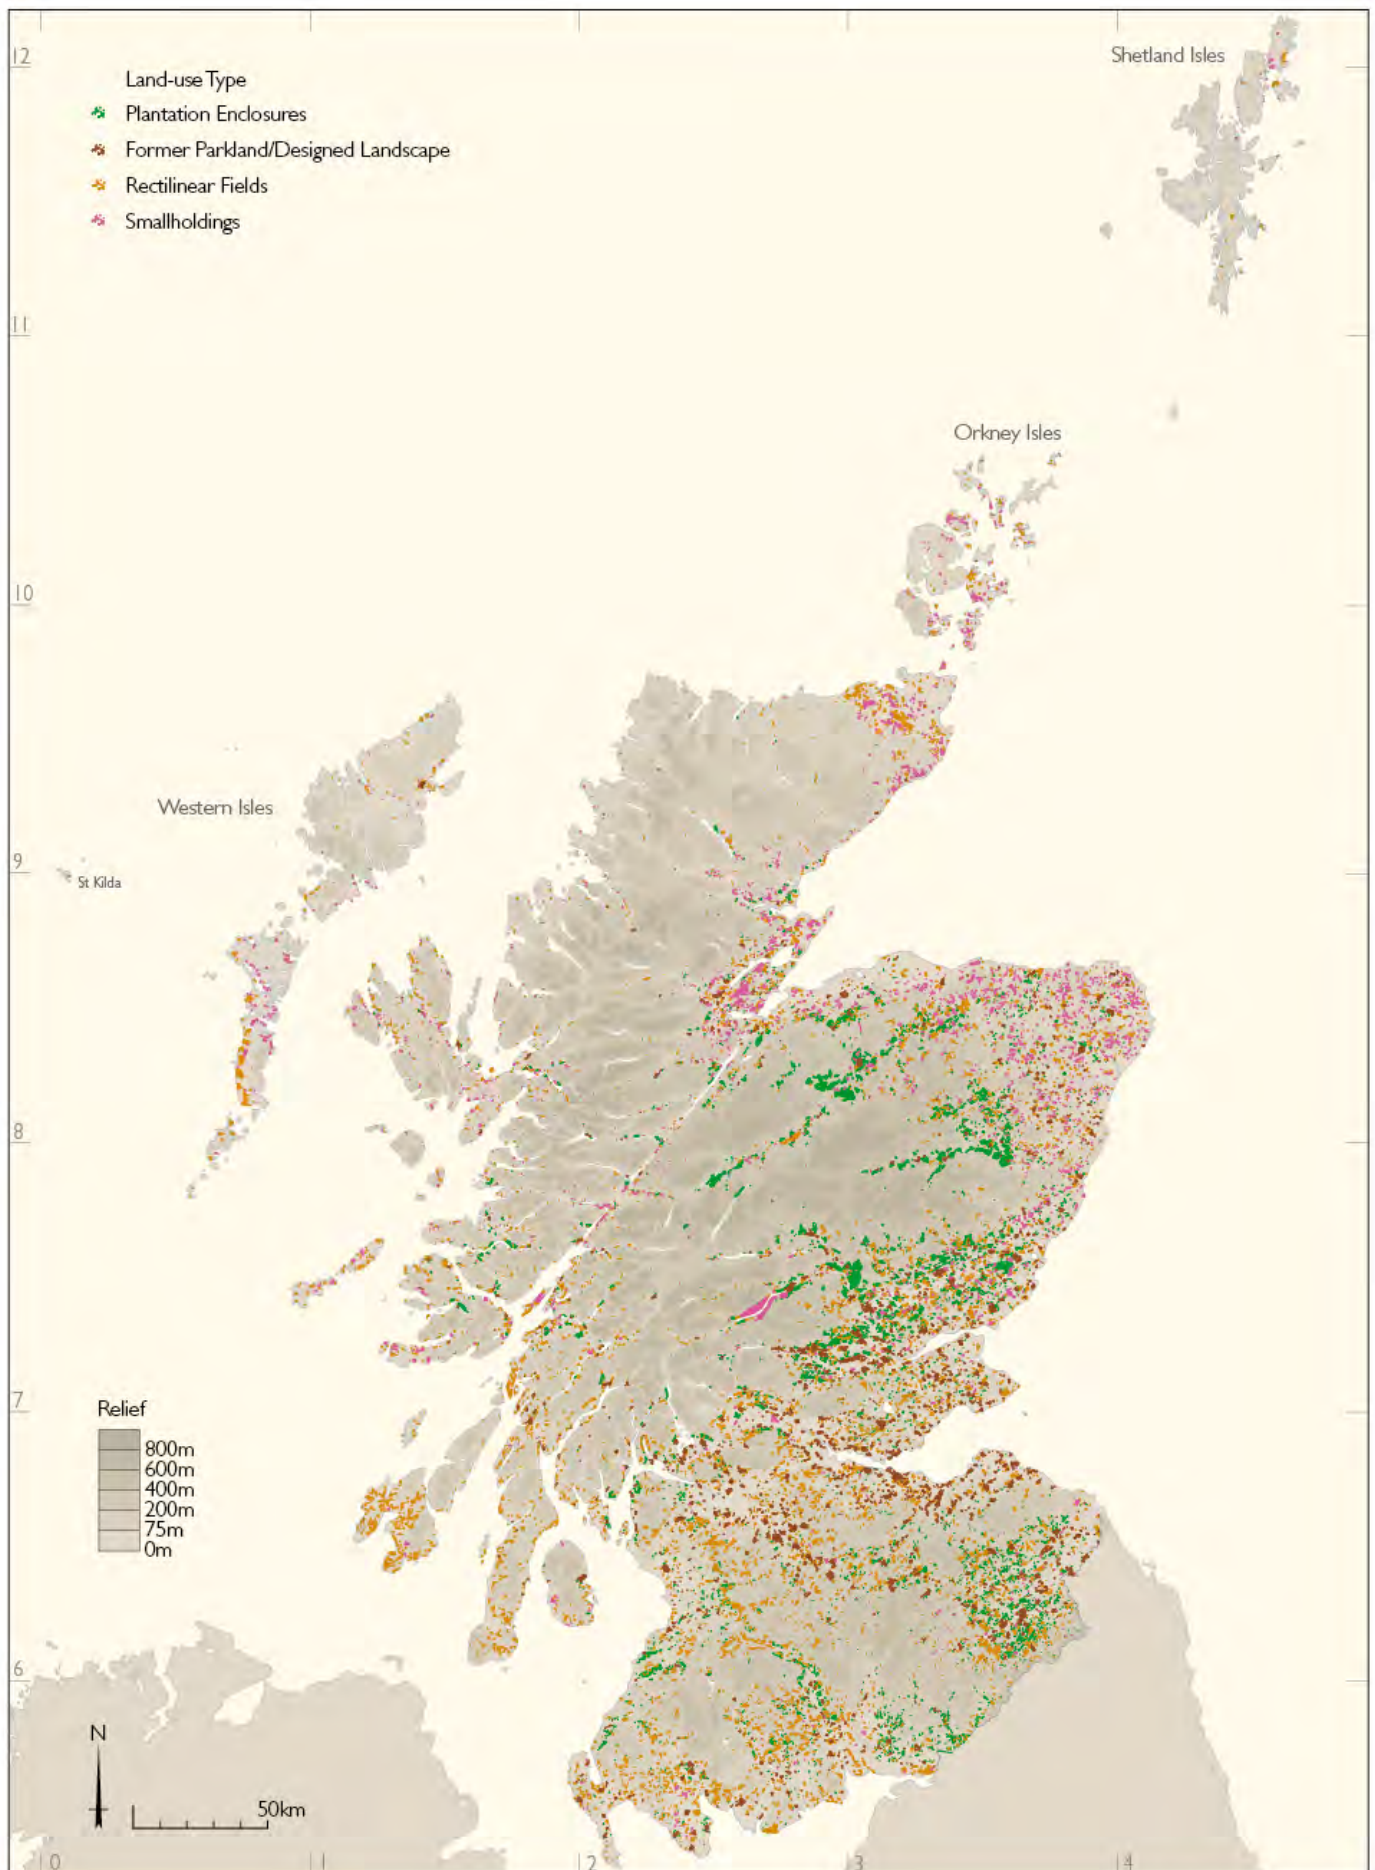 12
Shetland Isles
Land-use Type
Plantation Enclosures
Former Parkland/Designed Landscape
Rectilinear Fields
Smallholdings
11
Orkney Isles
10
Western Isles
9
St Kilda
8
7
Relief
800m
600m
400m
200m
75m
0m
6
N
50km
0
1
2
3
4